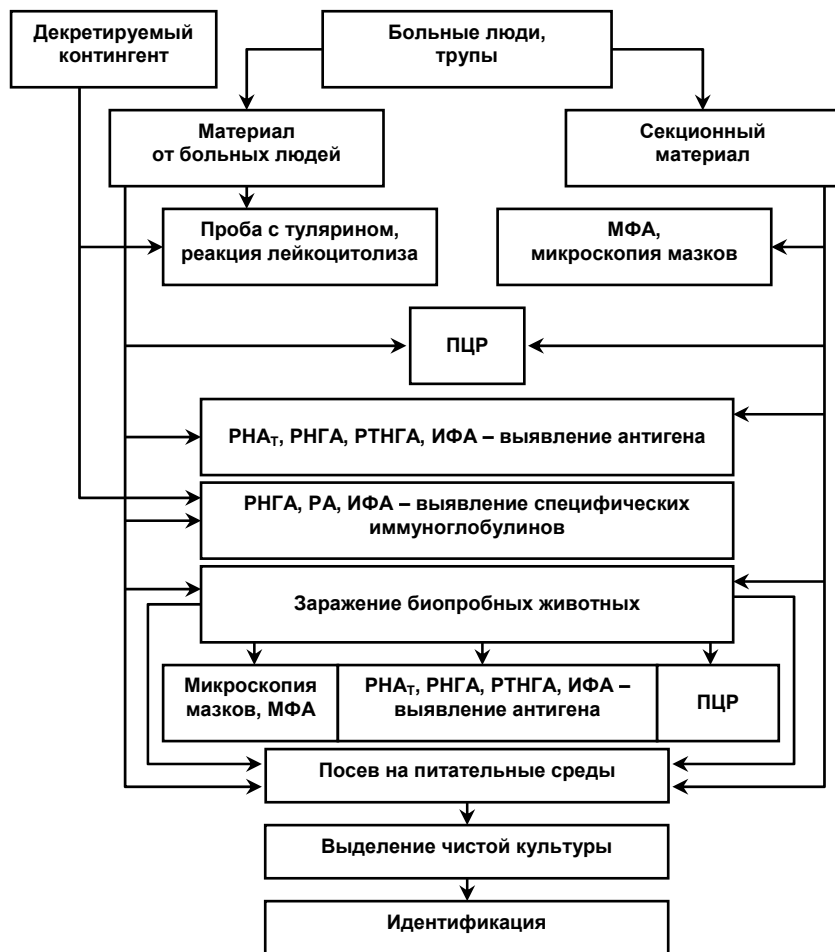 Декретируемый
контингент
Больные люди,
трупы
Материал
от больных людей
Секционный
материал
Проба с тулярином,
реакция лейкоцитолиза
МФА,
микроскопия мазков
ПЦР
РНАТ, РНГА, РТНГА, ИФА – выявление антигена
РНГА, РА, ИФА – выявление специфических
иммуноглобулинов
Заражение биопробных животных
Микроскопия
мазков, МФА
РНАТ, РНГА, РТНГА, ИФА –
выявление антигена
ПЦР
Посев на питательные среды
Выделение чистой культуры
Идентификация